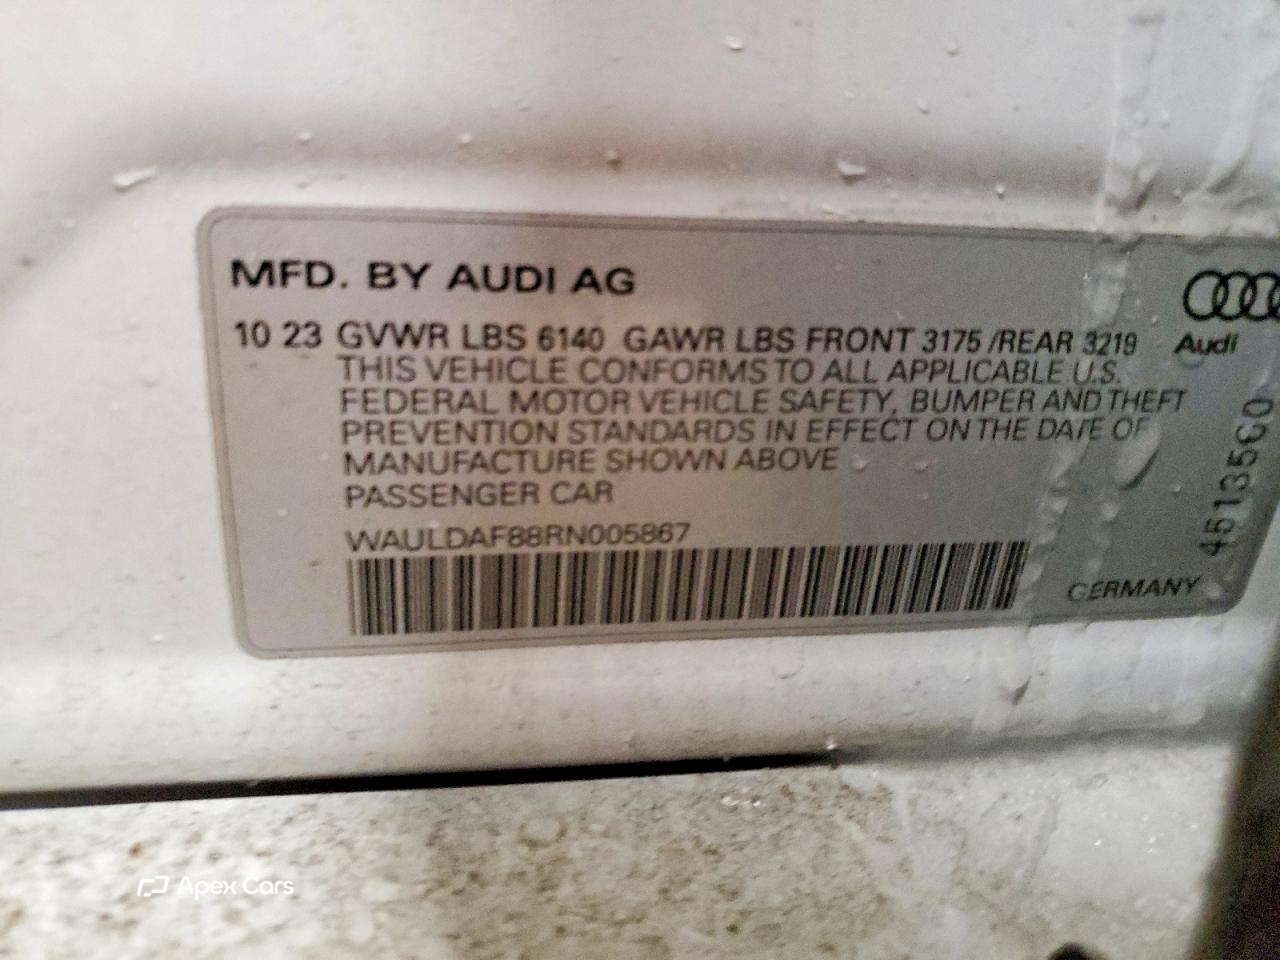 MFD. BY AUDI AG
10 23 GVWR LBS 6140 GAWR LBS FRONT 3175 /REAR 3219
THIS VEHICLE CONFORMS TO ALL APPLICABLE U.S.
FEDERAL MOTOR VEHICLE SAFETY, BUMPER AND THEFT
PREVENTION STANDARDS IN EFFECT ON THE DATE OF
MANUFACTURE SHOWN ABOVE
PASSENGER CAR
WAULDAF88RN005867
Audi
GERMANY
Apex Cars